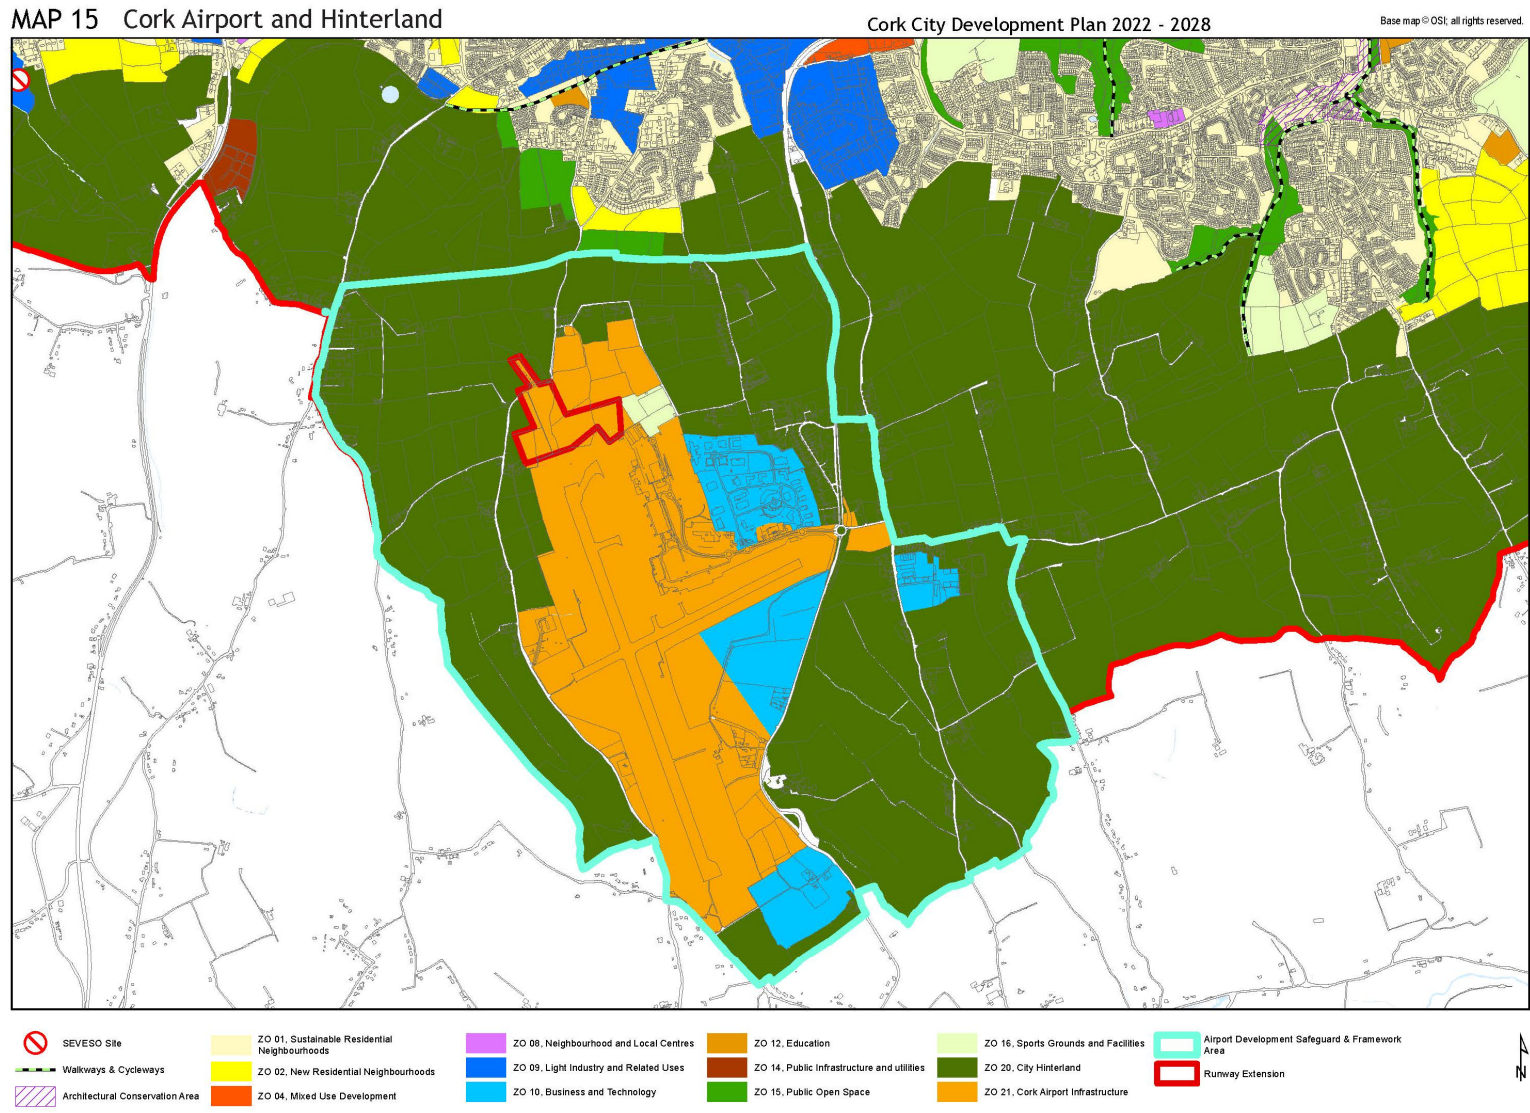 MAP 15 Cork Airport and Hinterland
Cork City Development Plan 2022 - 2028
Base map © OSI; all rights reserved.
SEVESO Site
Walkways & Cycleways
Architectural Conservation Area
ZO 01, Sustainable Residential
Neighbourhoods
ZO 02, New Residential Neighbourhoods
ZO 04, Mixed Use Development
ZO 08, Neighbourhood and Local Centres
ZO 09, Light Industry and Related Uses
ZO 10, Business and Technology
ZO 12, Education
ZO 14, Public Infrastructure and utilities
ZO 15, Public Open Space
ZO 16, Sports Grounds and Facilities
ZO 20, City Hinterland
ZO 21, Cork Airport Infrastructure
Airport Development Safeguard & Framework
Area
Runway Extension
N